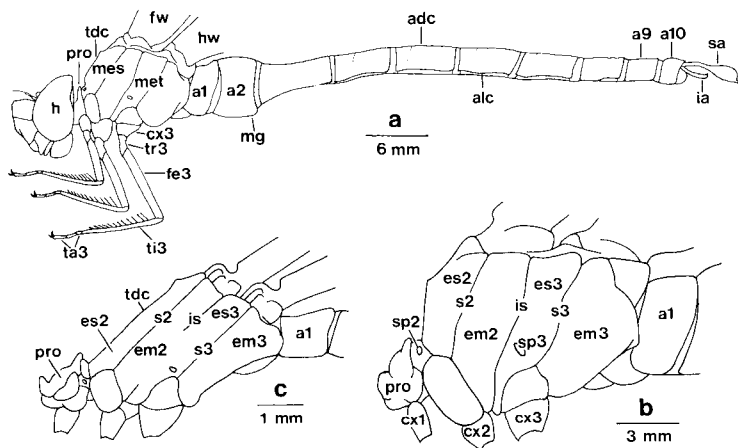 fw
hw
tdc
pro
mes
met
h
a1
a2
mg
adc
alc
a9
a10
sa
ia
a
6 mm
cx3
tr3
fe3
ti3
ta3
tdc
es2
s2
is
es3
s3
em2
em3
a1
pro
c
1 mm
es2
s2
is
es3
s3
em2
em3
sp2
sp3
a1
pro
cx1
cx2
cx3
b
3 mm